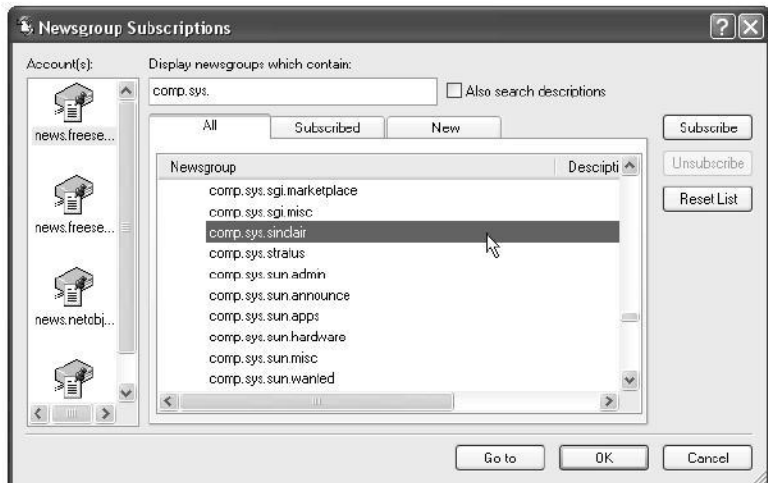 Newsgroup Subscriptions
Account(s):
Display newsgroups which contain:
comp.sys.
Also search descriptions
All
Subscribed
New
news.freese...
news.freese...
news.netobj...
Newsgroup
Descripti
comp.sys.sgi.marketplace
comp.sys.sgi.misc
comp.sys.sinclair
comp.sys.stratus
comp.sys.sun.admin
comp.sys.sun.announce
comp.sys.sun.apps
comp.sys.sun.hardware
comp.sys.sun.misc
comp.sys.sun.wanted
Subscribe
Unsubscribe
Reset List
Go to
OK
Cancel